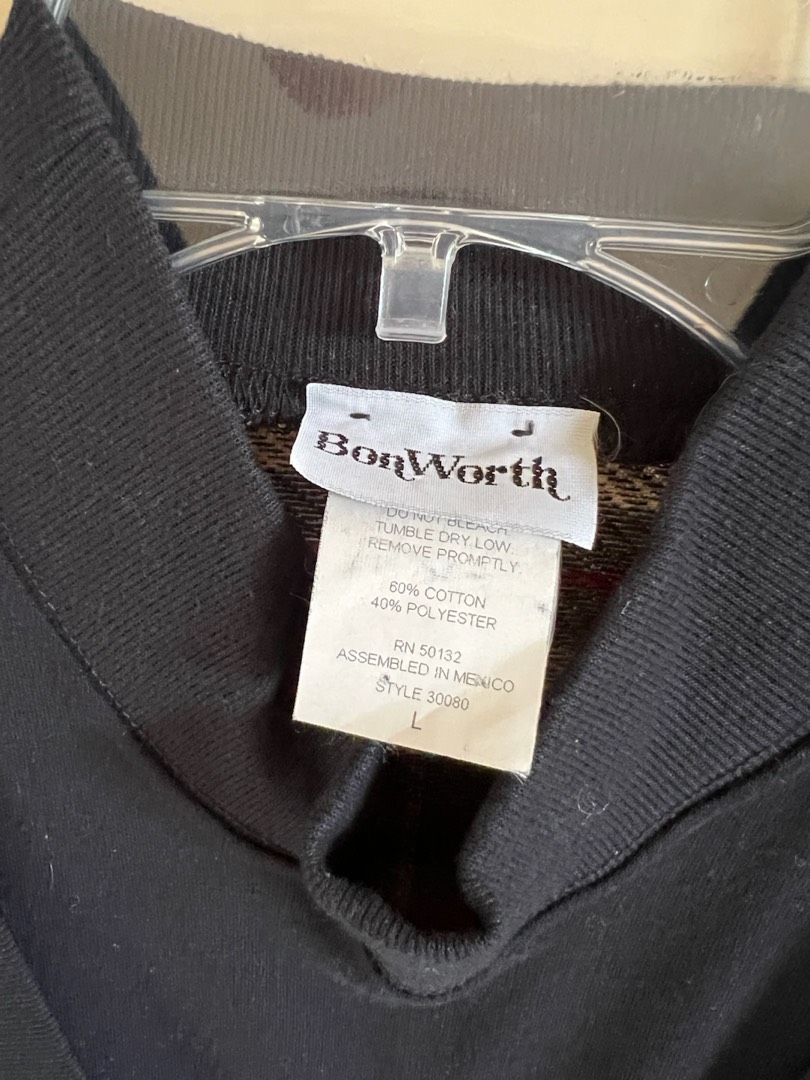 BonWorth
DO NOT BLEACH.
TUMBLE DRY LOW.
REMOVE PROMPTLY.
60% COTTON
40% POLYESTER
RN 50132
ASSEMBLED IN MEXICO
STYLE 30080
L